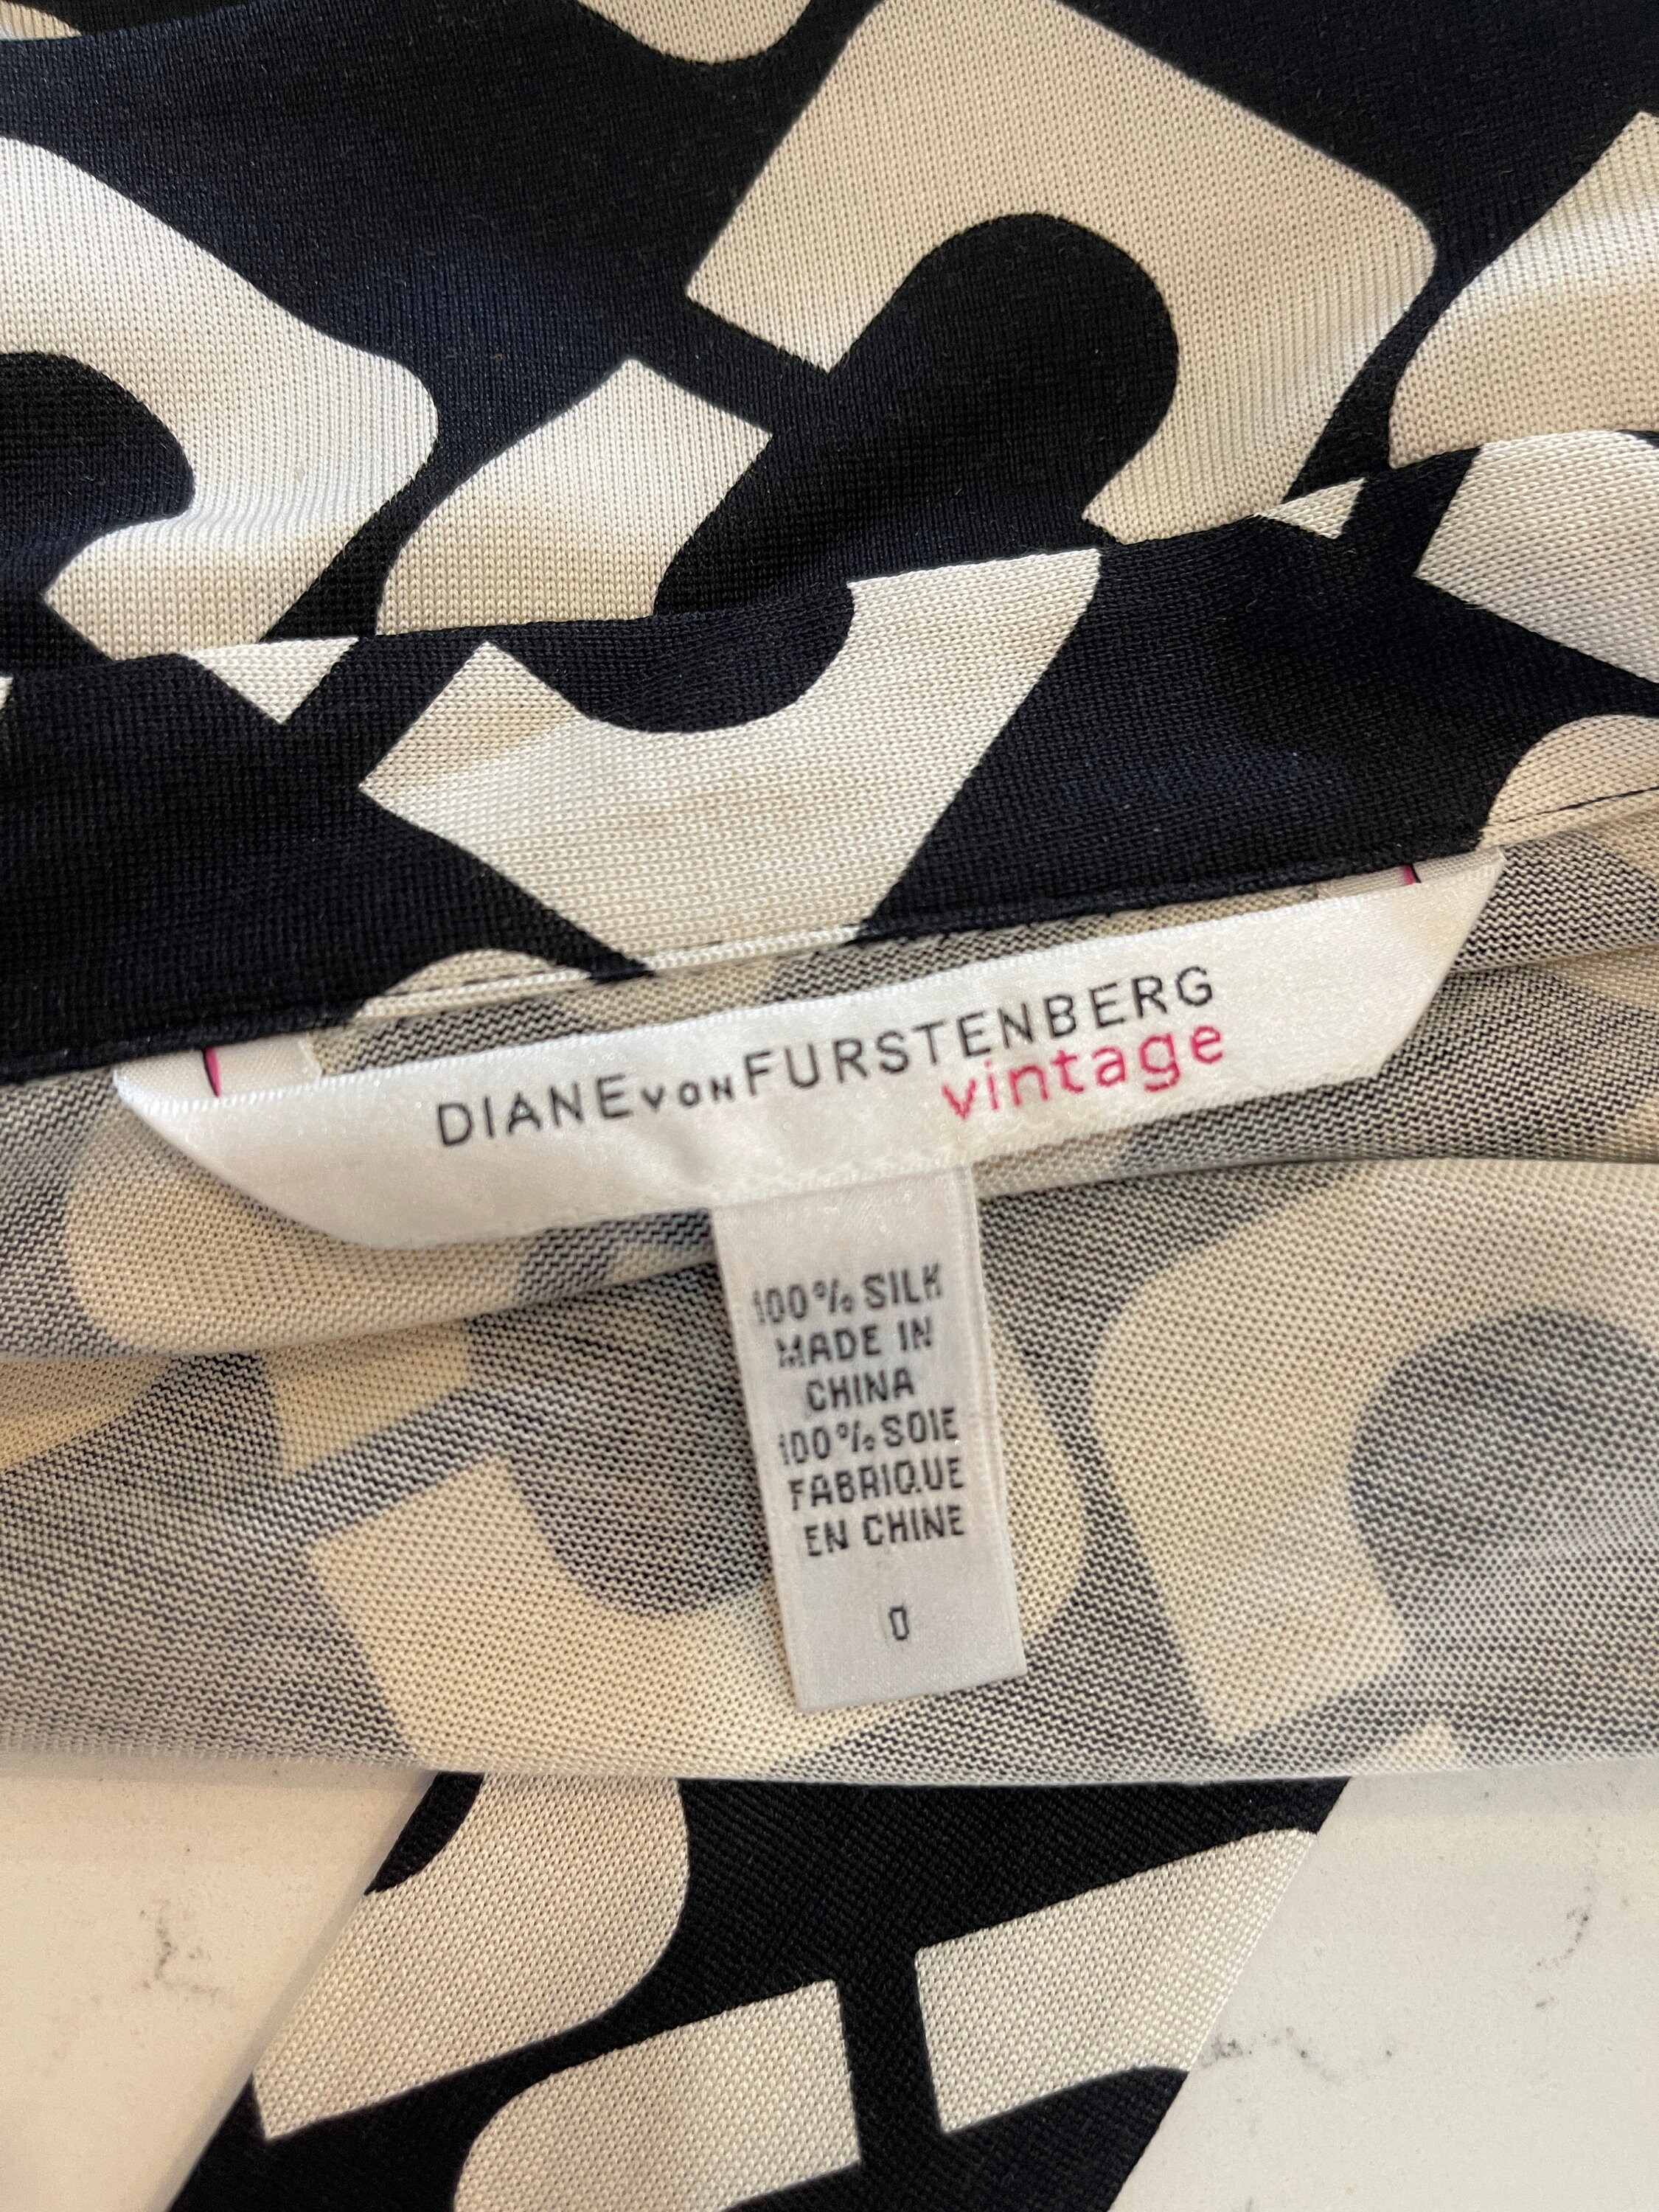 DIANE von FURSTENBERG
vintage
100% SILK
MADE IN
CHINA
100% SOIE
FABRIQUE
EN CHINE
0